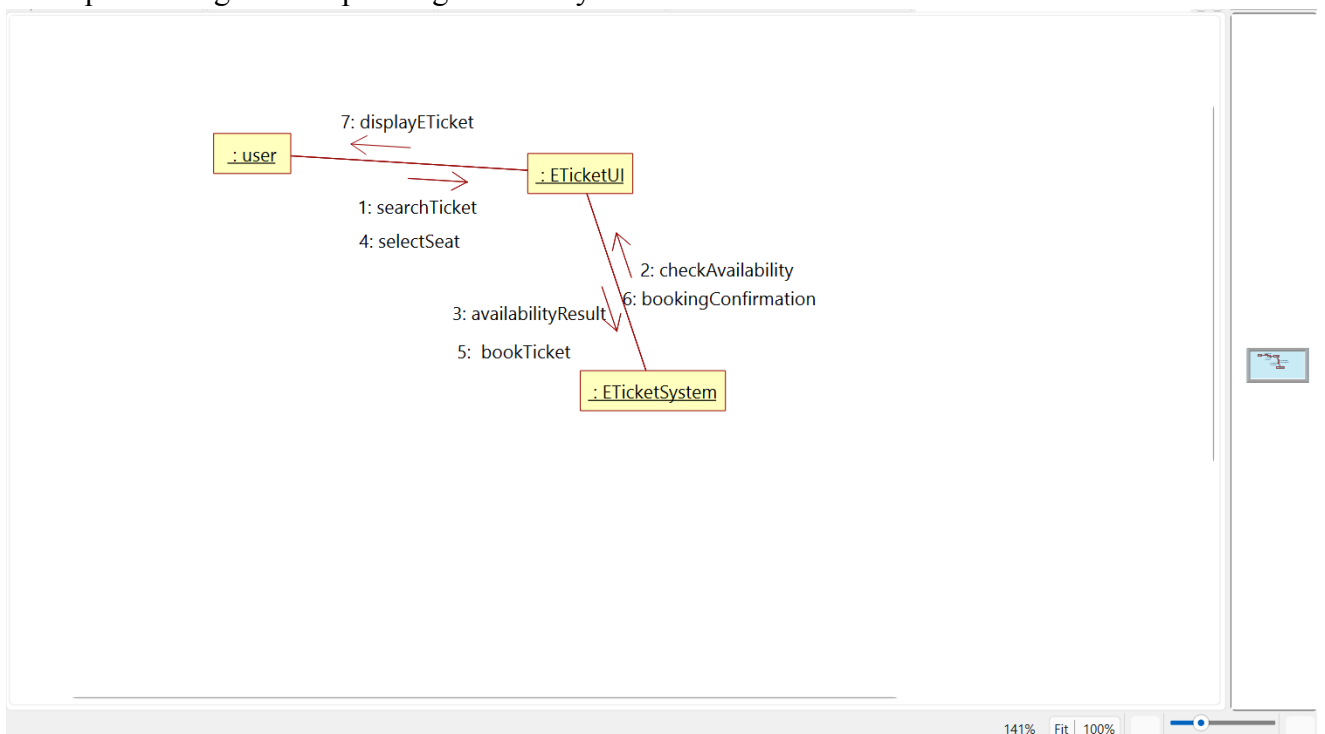 7: displayETicket
: user
: ETicketUI
1: searchTicket
4: selectSeat
2: checkAvailability
6: bookingConfirmation
3: availabilityResult
5: bookTicket
: ETicketSystem
141% Fit 100%